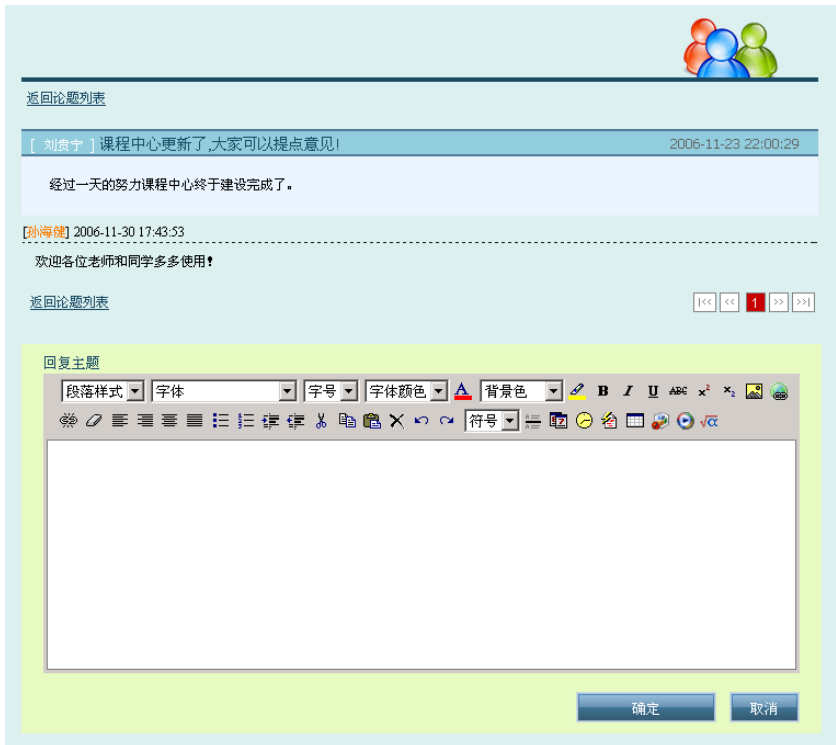 返回论题列表
[ 刘贵宁 ] 课程中心更新了,大家可以提点意见! 2006-11-23 22:00:29
经过一天的努力课程中心终于建设完成了。
[孙海健] 2006-11-30 17:43:53
欢迎各位老师和同学多多使用!
返回论题列表 |<< << 1 >> >>|
回复主题
段落样式 字体 字号 字体颜色 A 背景色 B I U ABC x² ×₂
符号 √α
确定 取消